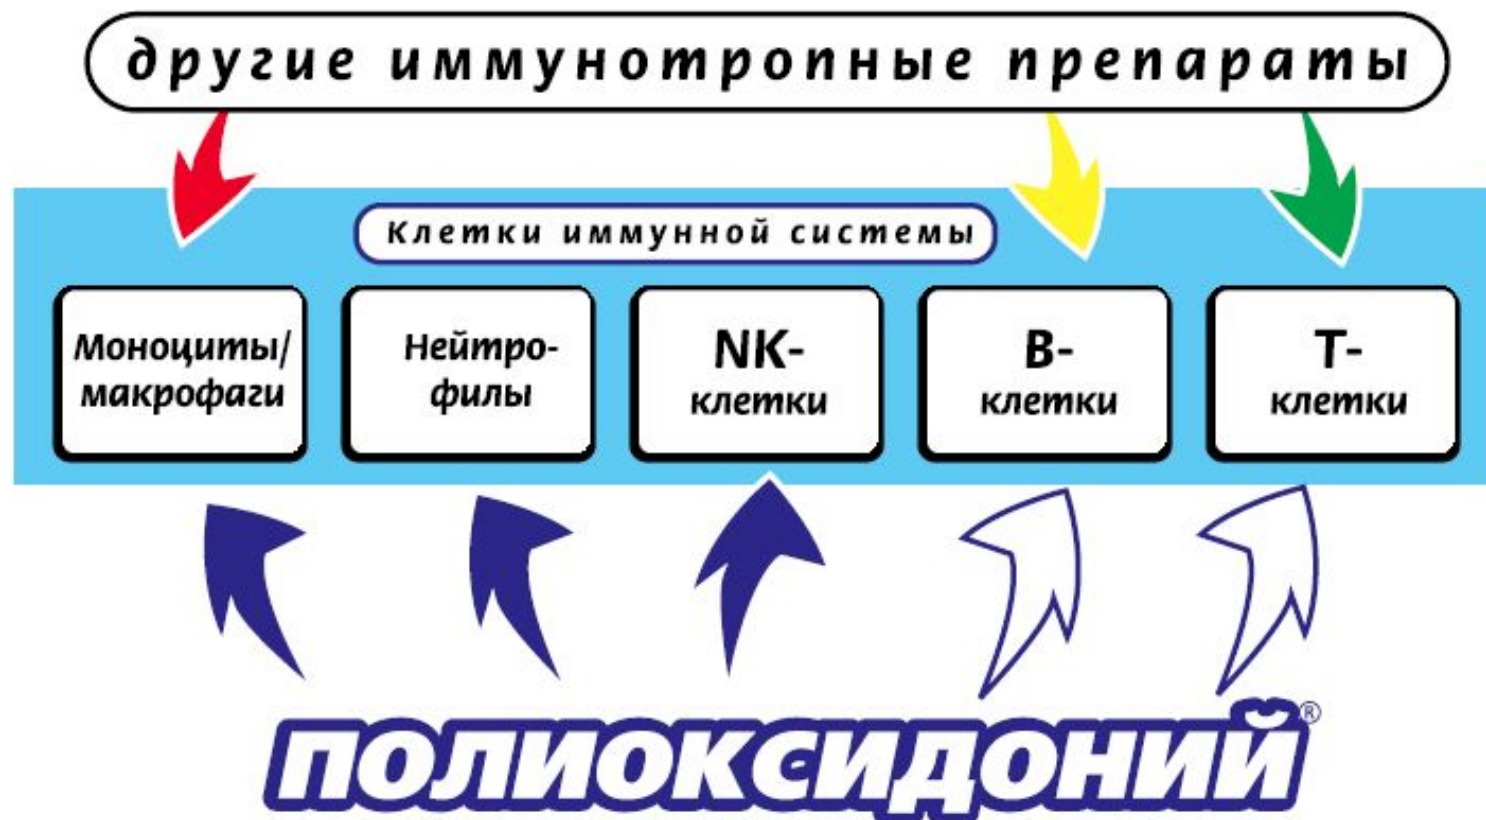 другие иммунотропные препараты
Клетки иммунной системы
Моноциты/
макрофаги
Нейтро-
филы
NK-
клетки
В-
клетки
Т-
клетки
ПОЛИОКСИДОНИЙ®